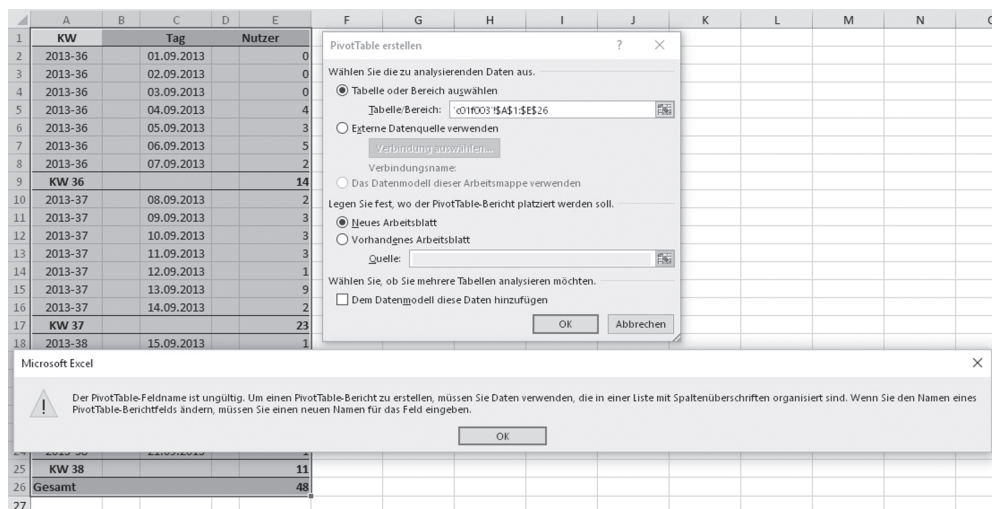 A B C D E F G H I J K L M N
1 KW Tag Nutzer
2 2013-36 01.09.2013 0
3 2013-36 02.09.2013 0
4 2013-36 03.09.2013 0
5 2013-36 04.09.2013 4
6 2013-36 05.09.2013 3
7 2013-36 06.09.2013 5
8 2013-36 07.09.2013 2
9 KW 36 14
10 2013-37 08.09.2013 2
11 2013-37 09.09.2013 3
12 2013-37 10.09.2013 3
13 2013-37 11.09.2013 3
14 2013-37 12.09.2013 1
15 2013-37 13.09.2013 9
16 2013-37 14.09.2013 2
17 KW 37 23
18 2013-38 15.09.2013 1
PivotTable erstellen ? ×
Wählen Sie die zu analysierenden Daten aus.
Tabelle oder Bereich auswählen
Tabelle/Bereich: 'c01f003'!$A$1:$E$26
Externe Datenquelle verwenden
Verbindung auswählen...
Verbindungsname:
Das Datenmodell dieser Arbeitsmappe verwenden
Legen Sie fest, wo der PivotTable-Bericht platziert werden soll.
Neues Arbeitsblatt
Vorhandenes Arbeitsblatt
Quelle:
Wählen Sie, ob Sie mehrere Tabellen analysieren möchten.
Dem Datenmodell diese Daten hinzufügen
OK Abbrechen
Microsoft Excel ×
Der PivotTable-Feldname ist ungültig. Um einen PivotTable-Bericht zu erstellen, müssen Sie Daten verwenden, die in einer Liste mit Spaltenüberschriften organisiert sind. Wenn Sie den Namen eines
PivotTable-Berichtfelds ändern, müssen Sie einen neuen Namen für das Feld eingeben.
OK
25 KW 38 11
26 Gesamt 48
27